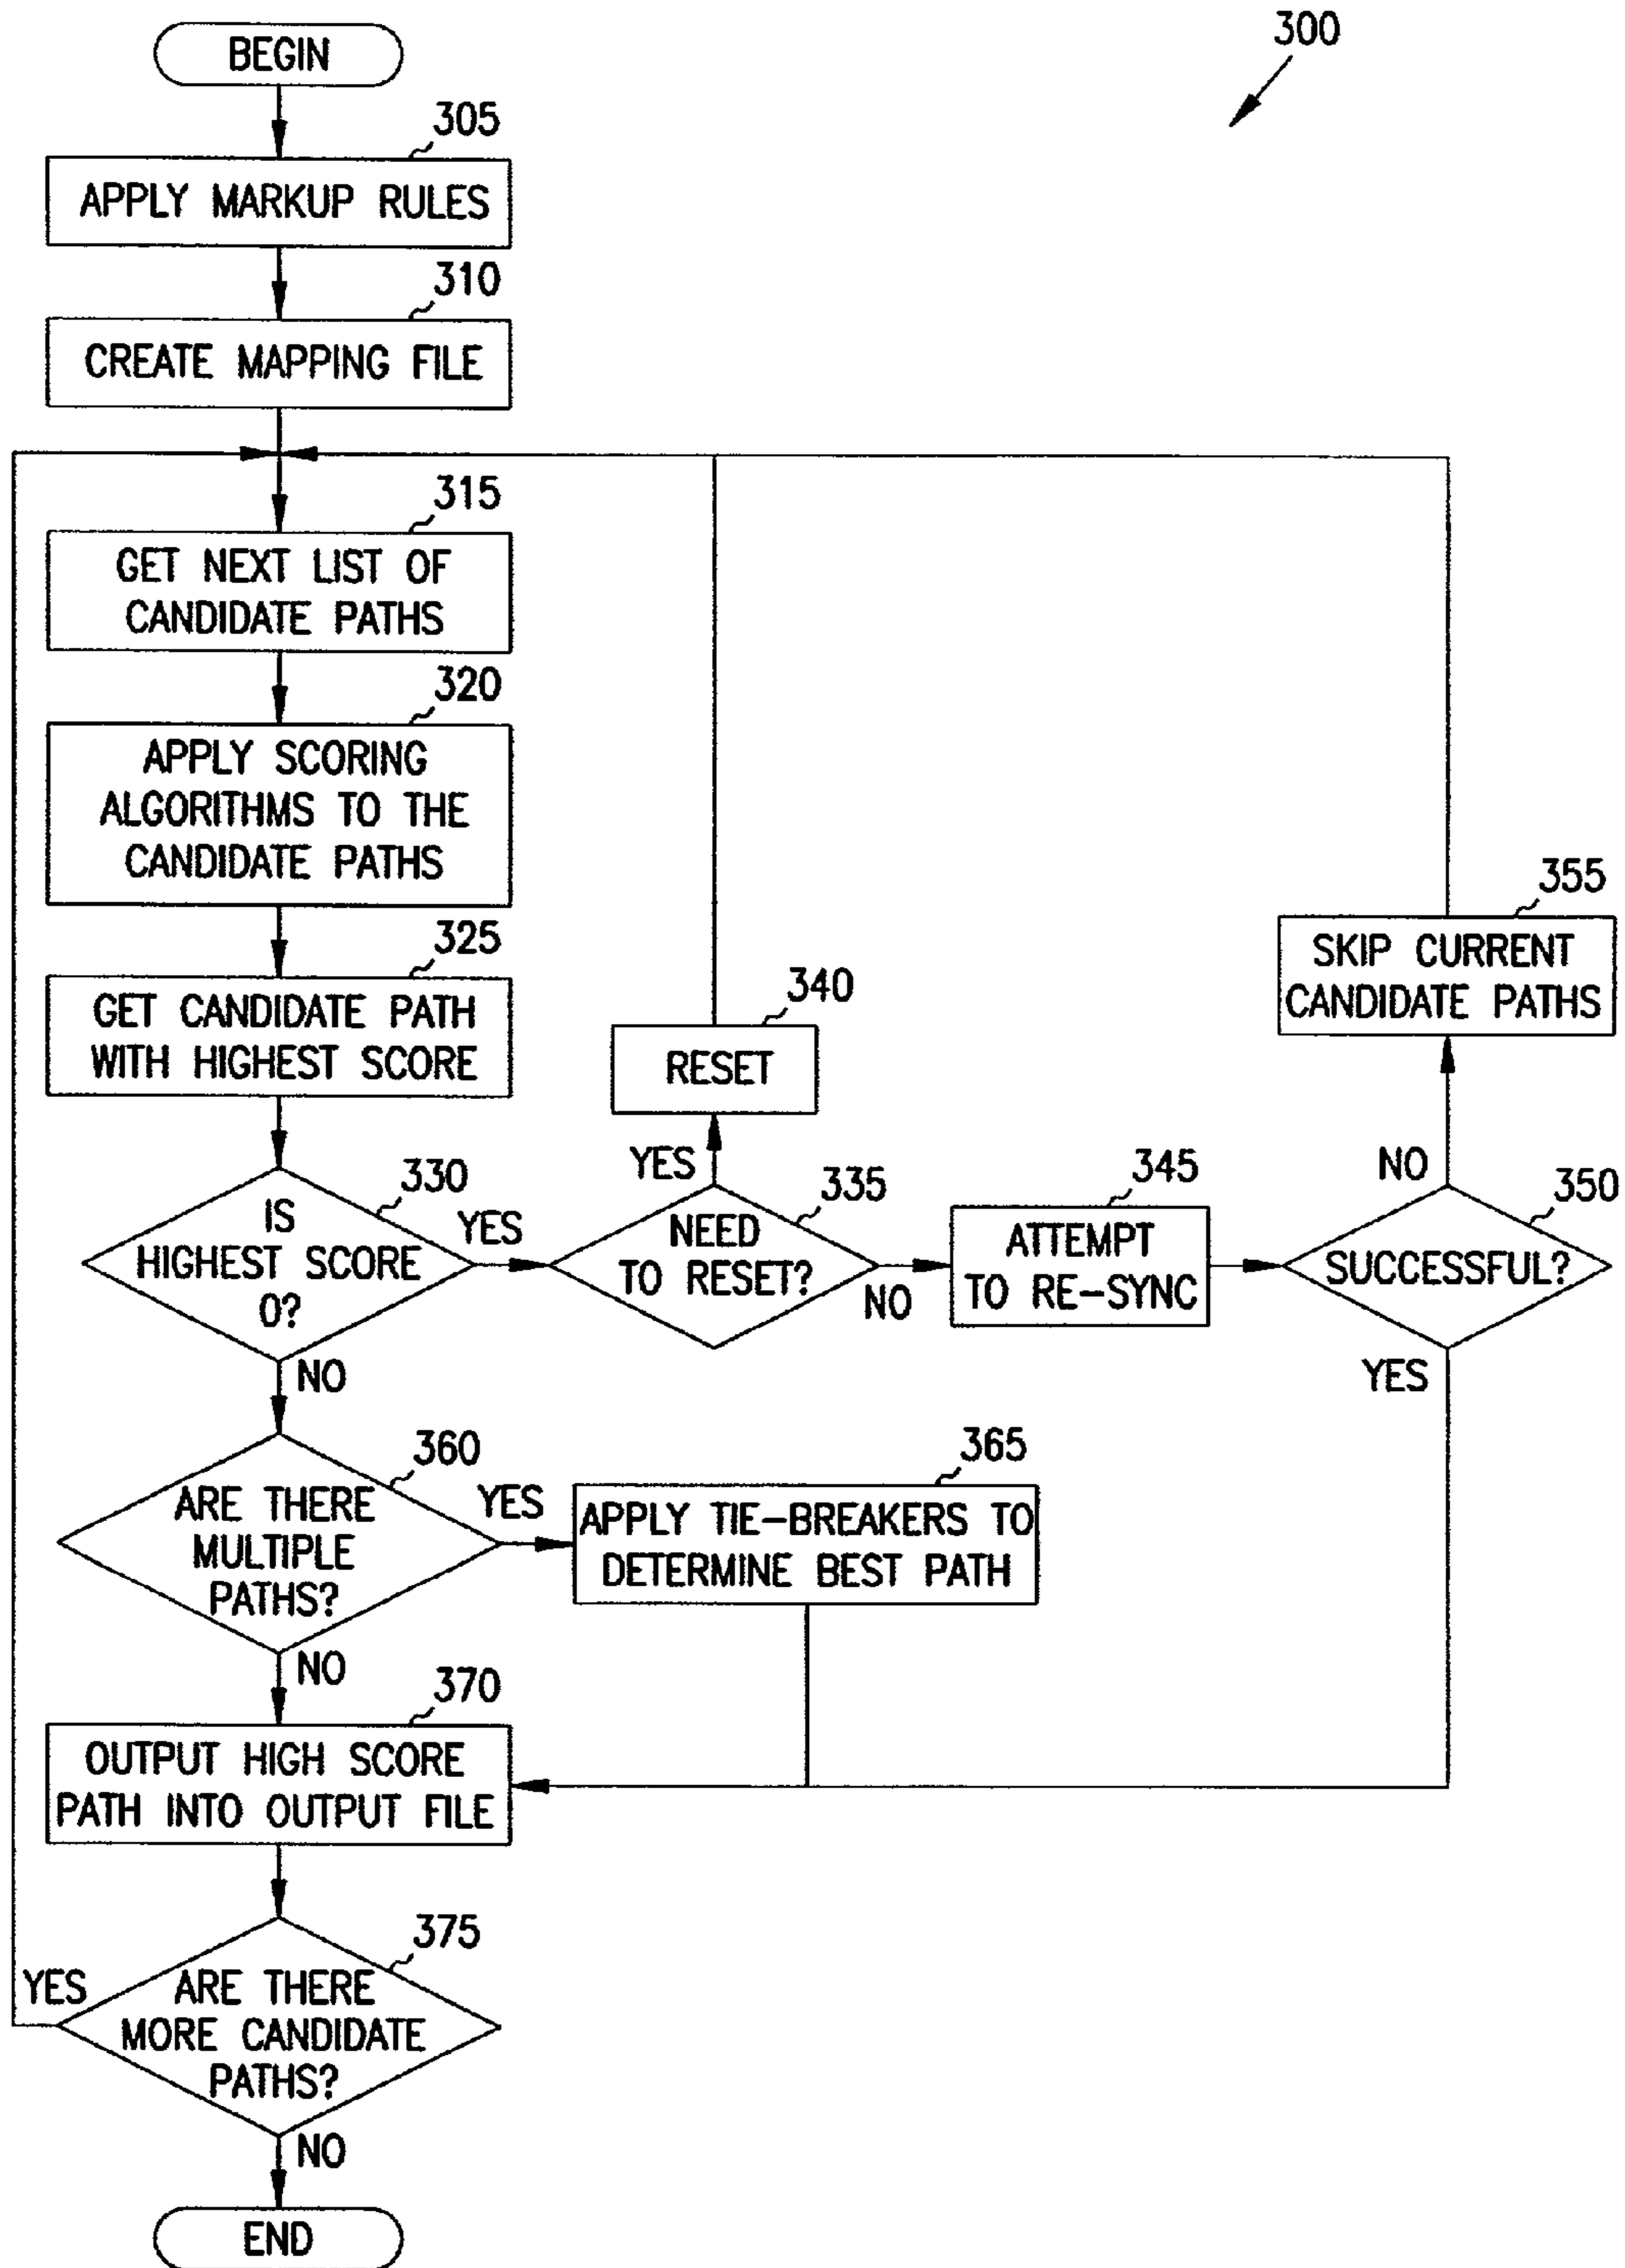 300
BEGIN
305
APPLY MARKUP RULES
310
CREATE MAPPING FILE
315
GET NEXT LIST OF
CANDIDATE PATHS
320
APPLY SCORING
ALGORITHMS TO THE
CANDIDATE PATHS
325
GET CANDIDATE PATH
WITH HIGHEST SCORE
330
IS
HIGHEST SCORE
0?
YES
NO
335
NEED
TO RESET?
YES
NO
340
RESET
345
ATTEMPT
TO RE-SYNC
350
SUCCESSFUL?
NO
YES
355
SKIP CURRENT
CANDIDATE PATHS
360
ARE THERE
MULTIPLE
PATHS?
YES
NO
365
APPLY TIE-BREAKERS TO
DETERMINE BEST PATH
370
OUTPUT HIGH SCORE
PATH INTO OUTPUT FILE
375
ARE THERE
MORE CANDIDATE
PATHS?
YES
NO
END